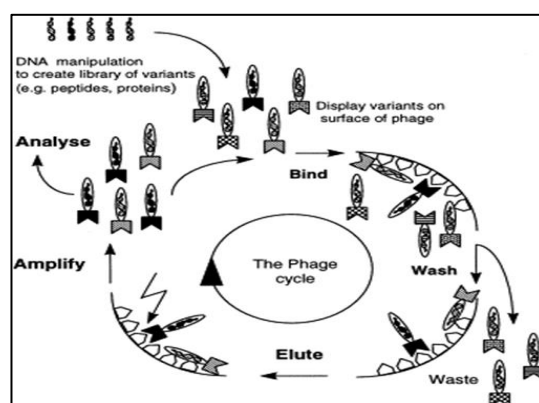 DNA manipulation
to create library of variants
(e.g. peptides, proteins)
Display variants on
surface of phage
Analyse
Bind
The Phage
cycle
Wash
Amplify
Elute
Waste